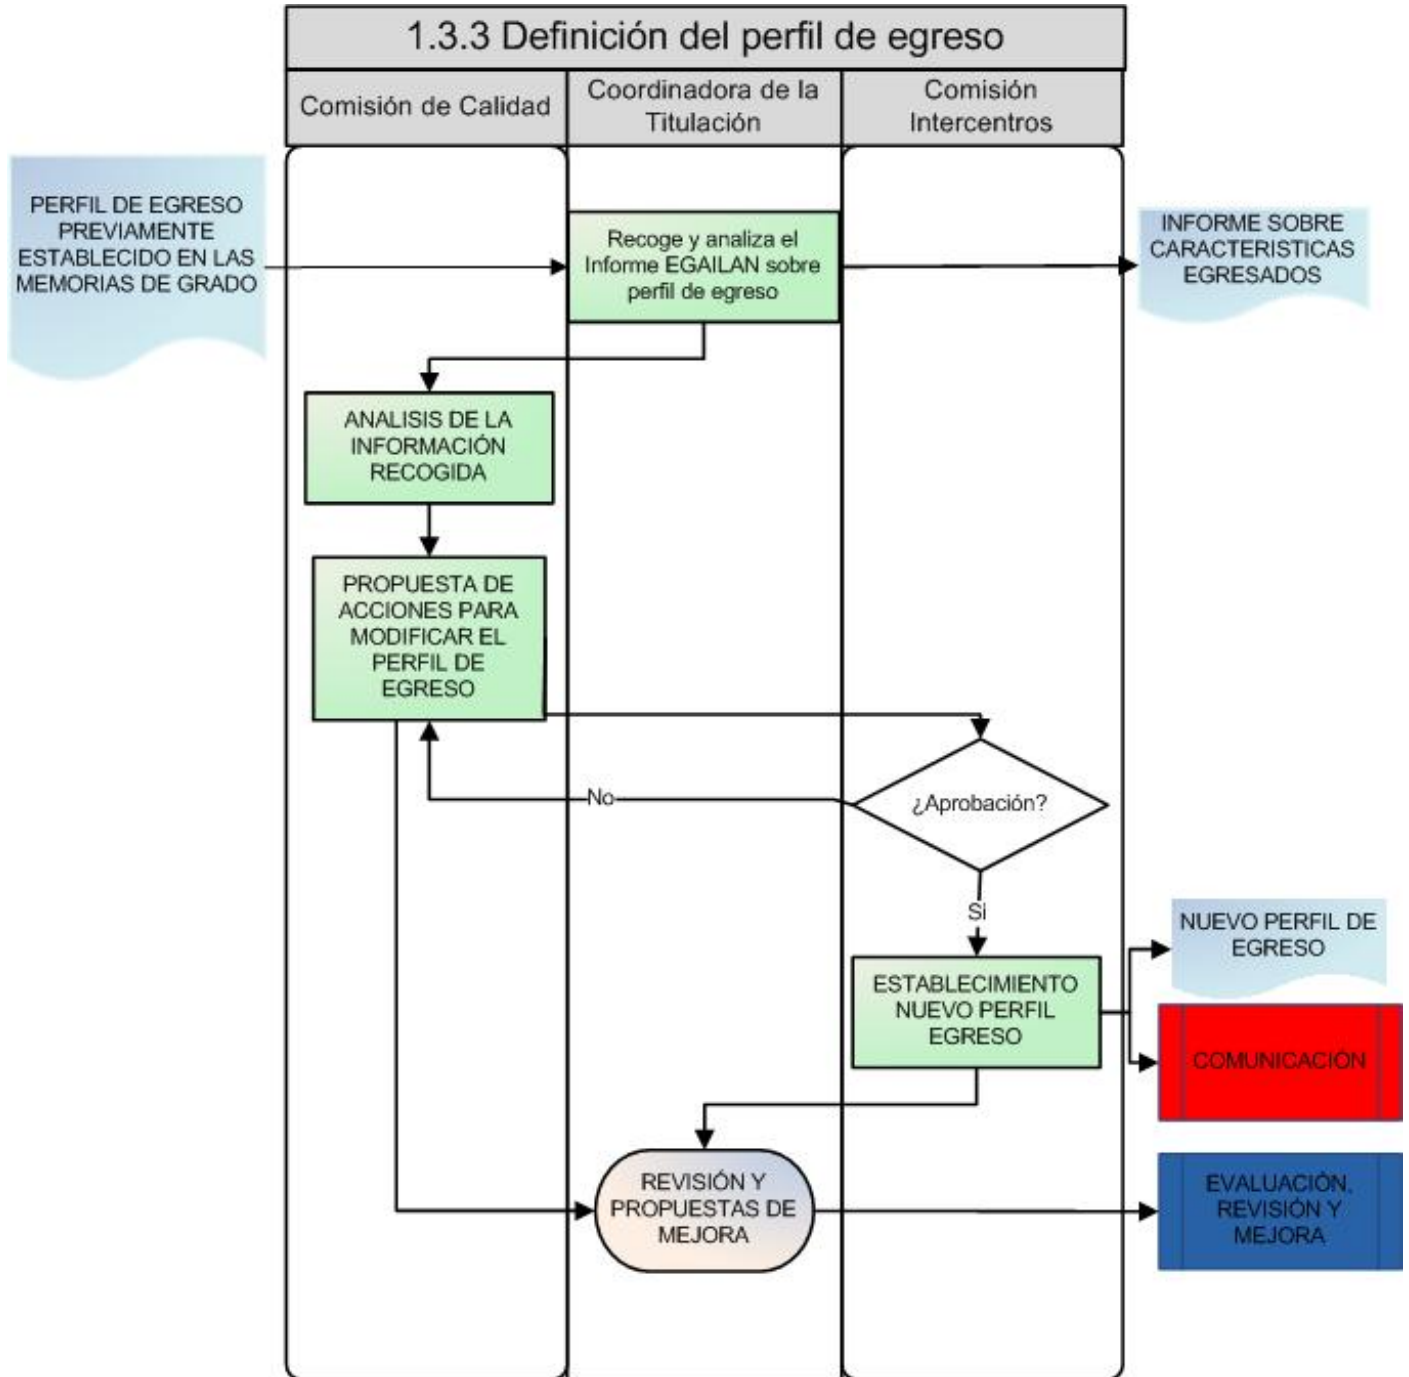 1.3.3 Definición del perfil de egreso
Comisión de Calidad
Coordinadora de la
Titulación
Comisión
Intercentros
PERFIL DE EGRESO
PREVIAMENTE
ESTABLECIDO EN LAS
MEMORIAS DE GRADO
Recoge y analiza el
Informe EGAILAN sobre
perfil de egreso
INFORME SOBRE
CARACTERISTICAS
EGRESADOS
ANALISIS DE LA
INFORMACIÓN
RECOGIDA
PROPUESTA DE
ACCIONES PARA
MODIFICAR EL
PERFIL DE
EGRESO
¿Aprobación?
No
Si
NUEVO PERFIL DE
EGRESO
ESTABLECIMIENTO
NUEVO PERFIL
EGRESO
COMUNICACIÓN
REVISIÓN Y
PROPUESTAS DE
MEJORA
EVALUACIÓN,
REVISIÓN Y
MEJORA